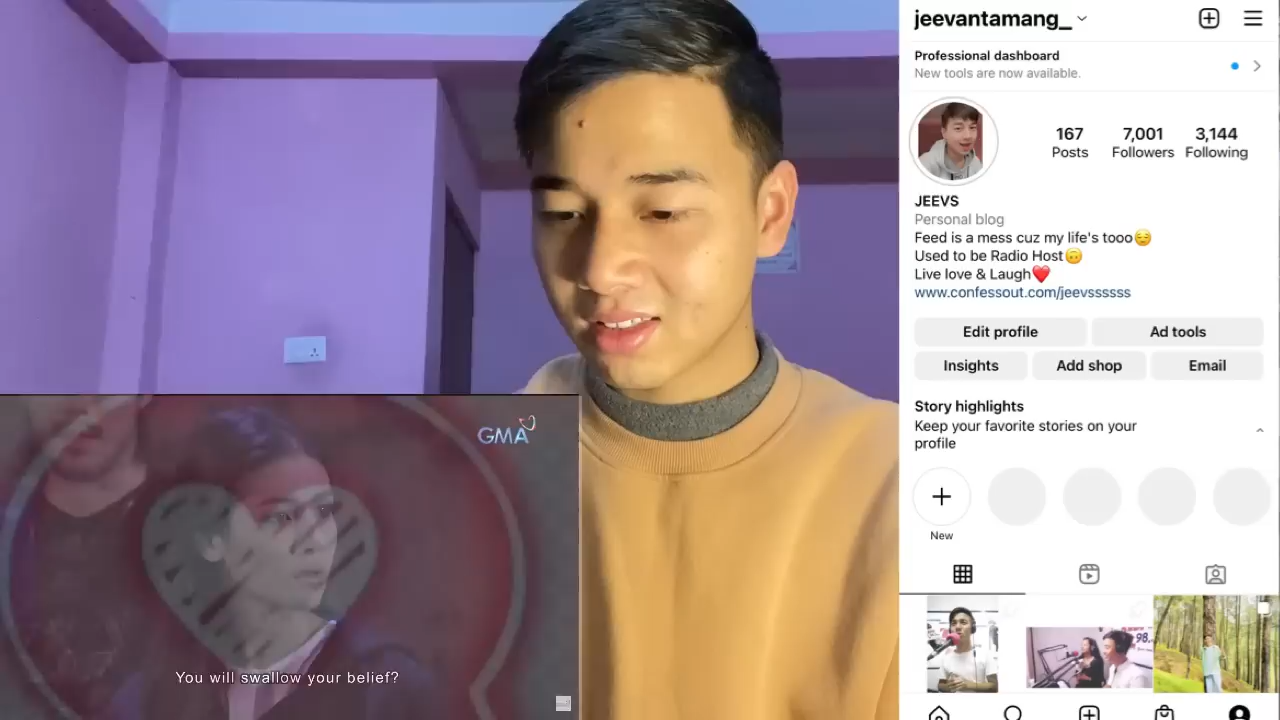 jeevantamang_
Professional dashboard
New tools are now available.
167
Posts
7,001
Followers
3,144
Following
JEEVS
Personal blog
Feed is a mess cuz my life's tooo😌
Used to be Radio Host🙃
Live love & Laugh❤️
www.confessout.com/jeevssssss
Edit profile
Ad tools
Insights
Add shop
Email
Story highlights
Keep your favorite stories on your
profile
New
98.
GMA
You will swallow your belief?